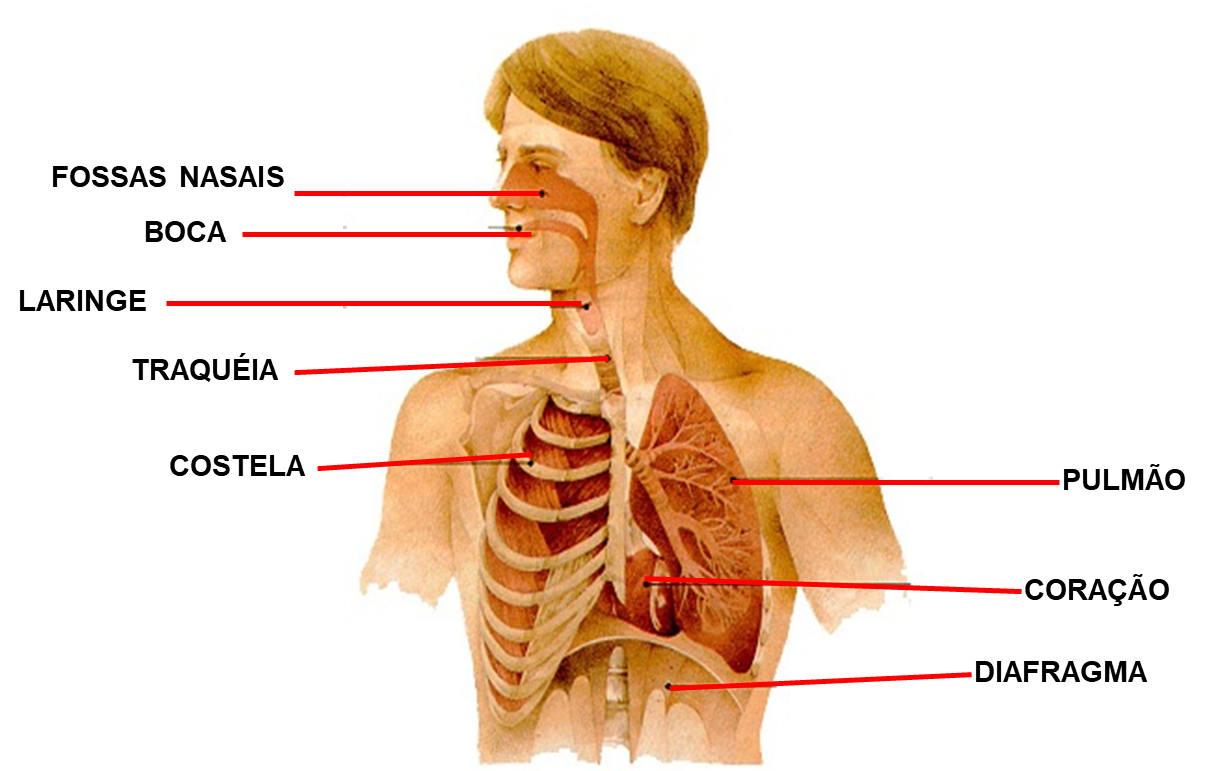 FOSSAS NASAIS
BOCA
LARINGE
TRAQUÉIA
COSTELA
PULMÃO
CORAÇÃO
DIAFRAGMA